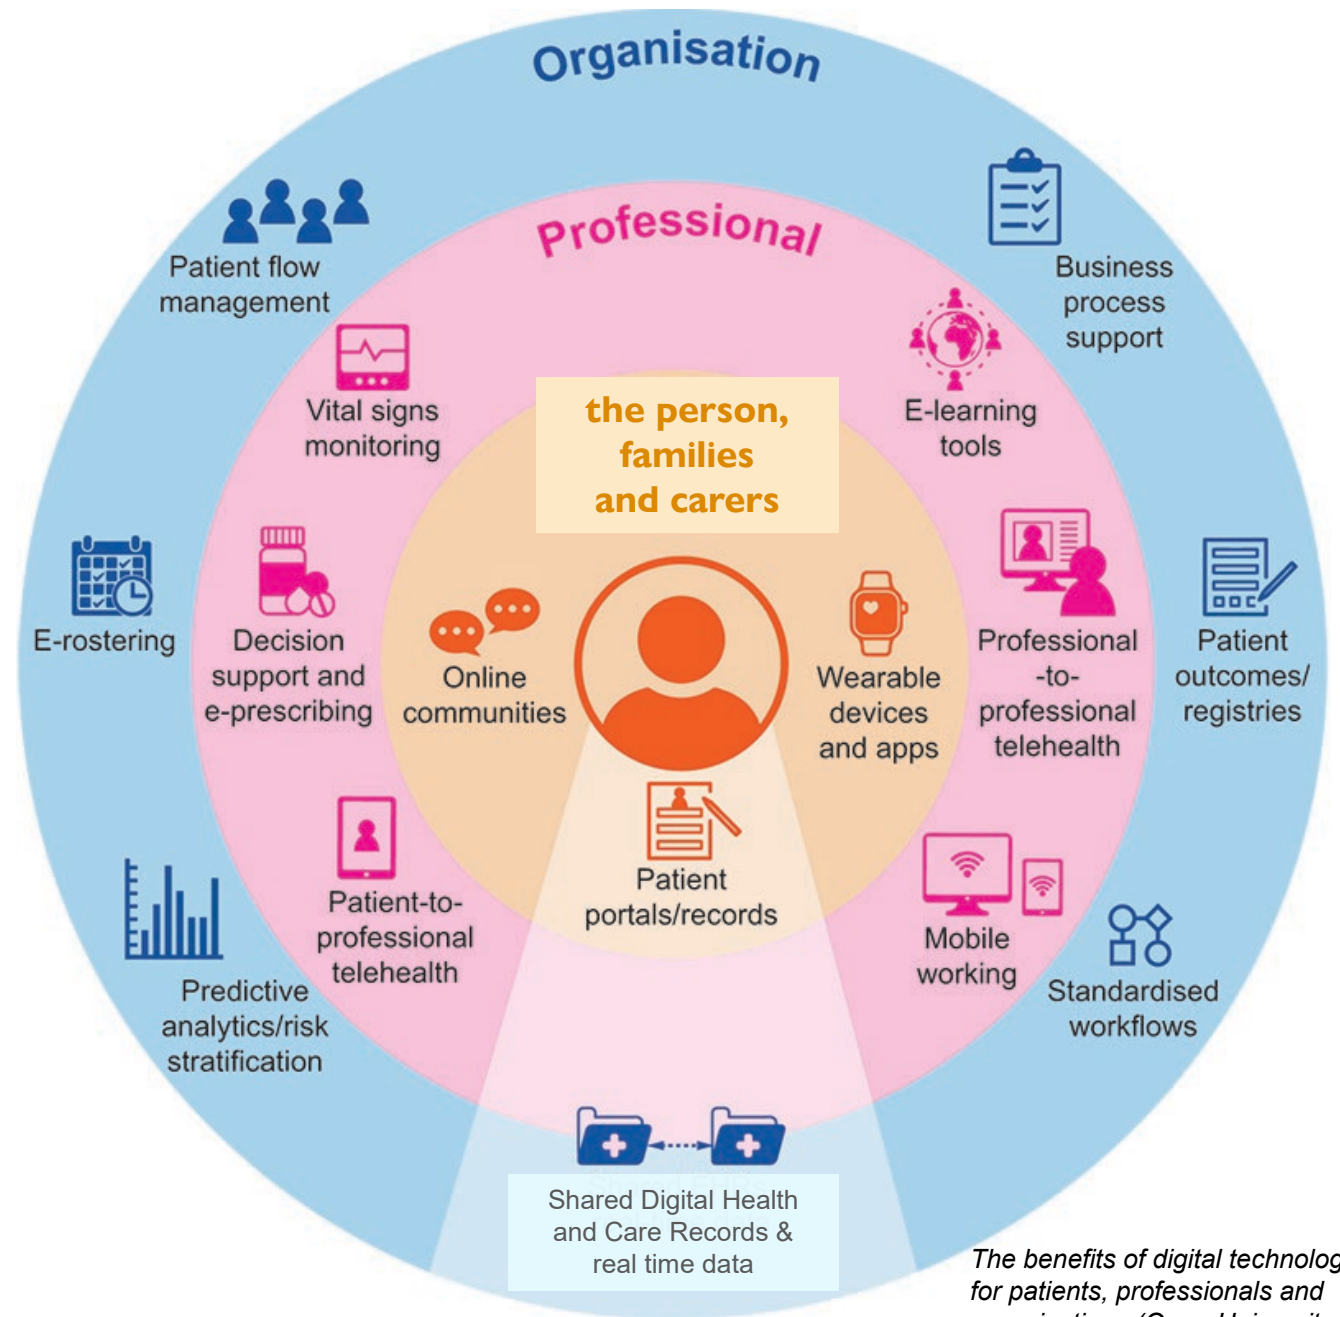 Organisation
Patient flow
management
Business
process
support
Professional
Vital signs
monitoring
E-learning
tools
the person,
families
and carers
E-rostering
Decision
support and
e-prescribing
Online
communities
Wearable
devices
and apps
Professional
-to-
professional
telehealth
Patient
outcomes/
registries
Patient
portals/records
Patient-to-
professional
telehealth
Mobile
working
Predictive
analytics/risk
stratification
Standardised
workflows
Shared Digital Health
and Care Records &
real time data
The benefits of digital technolog
for patients, professionals and